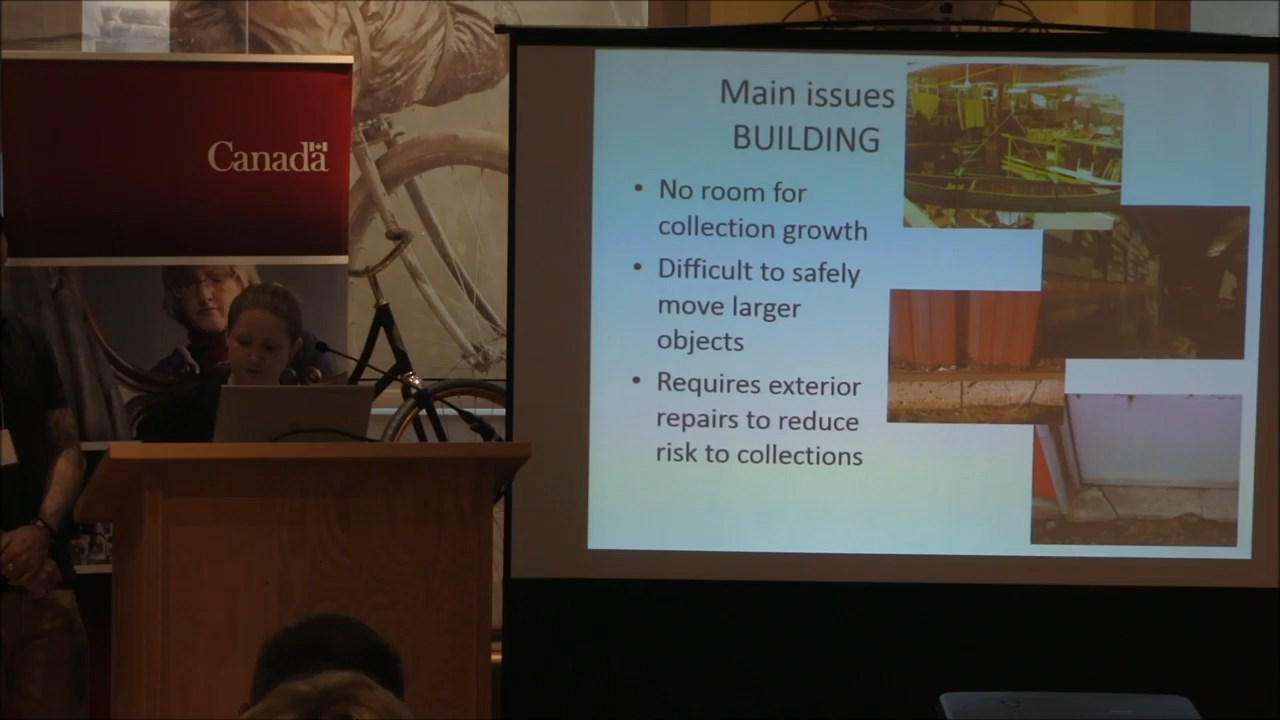 Canada
Main issues
BUILDING
• No room for
collection growth
• Difficult to safely
move larger
objects
• Requires exterior
repairs to reduce
risk to collections